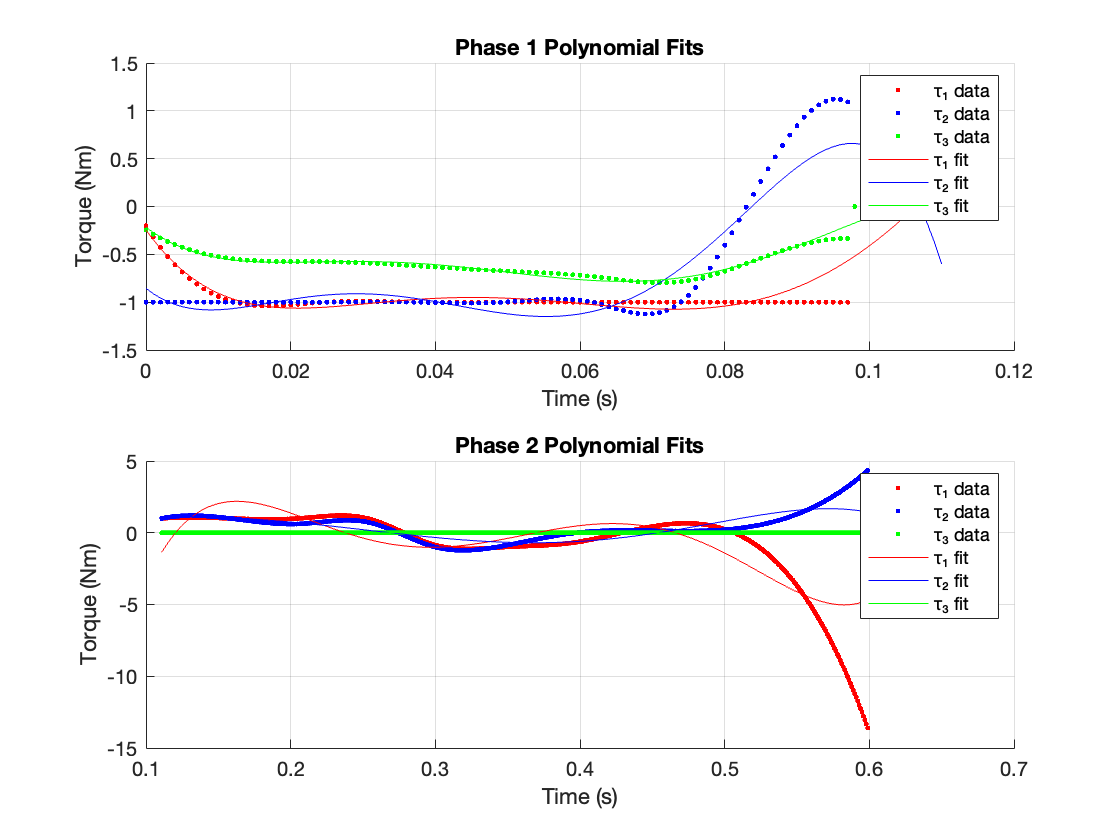 Phase 1 Polynomial Fits
1.5
1
0.5
0
-0.5
-1
-1.5
Torque (Nm)
τ₁ data
τ₂ data
τ₃ data
τ₁ fit
τ₂ fit
τ₃ fit
0 0.02 0.04 0.06 0.08 0.1 0.12
Time (s)
Phase 2 Polynomial Fits
5
0
-5
-10
-15
Torque (Nm)
τ₁ data
τ₂ data
τ₃ data
τ₁ fit
τ₂ fit
τ₃ fit
0.1 0.2 0.3 0.4 0.5 0.6 0.7
Time (s)